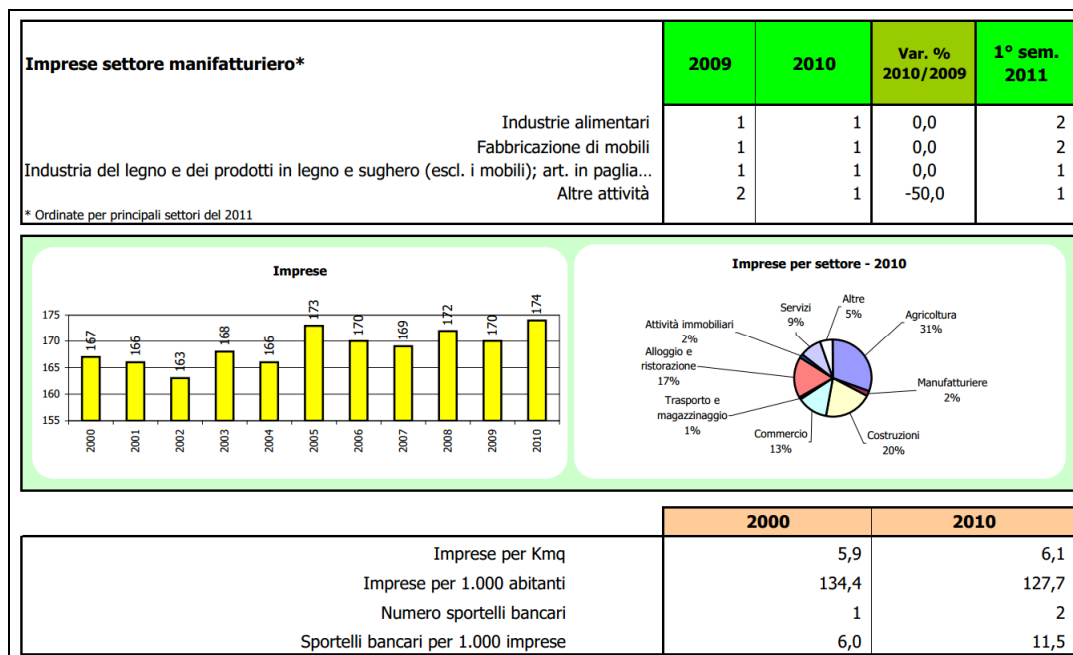 Imprese settore manifatturiero* 2009 2010 Var. % 2010/2009 1° sem. 2011
Industrie alimentari 1 1 0,0 2
Fabbricazione di mobili 1 1 0,0 2
Industria del legno e dei prodotti in legno e sughero (escl. i mobili); art. in paglia... 1 1 0,0 1
Altre attività 2 1 -50,0 1
* Ordinate per principali settori del 2011
Imprese
175
170
165
160
155
167 166 163 168 166 173 170 169 172 170 174
2000 2001 2002 2003 2004 2005 2006 2007 2008 2009 2010
Imprese per settore - 2010
Agricoltura
31%
Manufatturiere
2%
Costruzioni
20%
Commercio
13%
Trasporto e
magazzinaggio
1%
Alloggio e
ristorazione
17%
Attività immobiliari
2%
Servizi
9%
Altre
5%
2000 2010
Imprese per Kmq 5,9 6,1
Imprese per 1.000 abitanti 134,4 127,7
Numero sportelli bancari 1 2
Sportelli bancari per 1.000 imprese 6,0 11,5